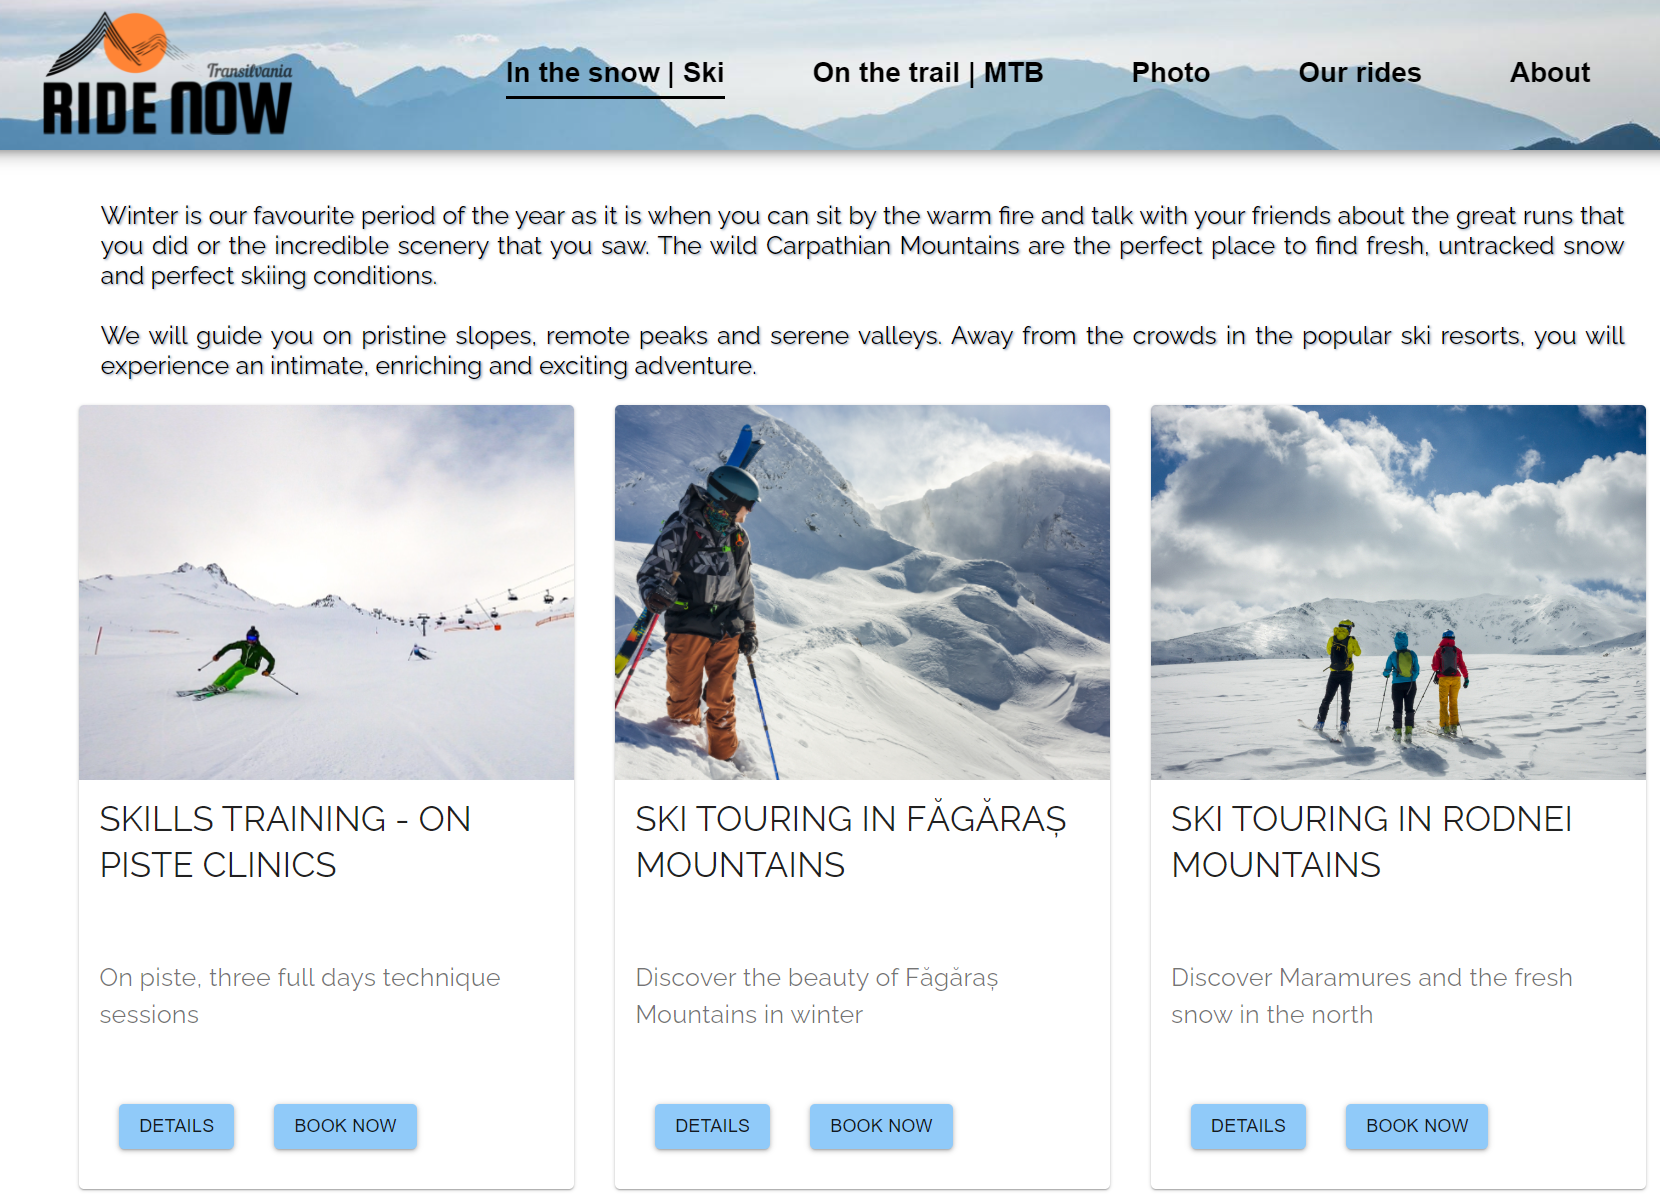 Transilvania
RIDE NOW
In the snow | Ski
On the trail | MTB
Photo
Our rides
About
Winter is our favourite period of the year as it is when you can sit by the warm fire and talk with your friends about the great runs that
you did or the incredible scenery that you saw. The wild Carpathian Mountains are the perfect place to find fresh, untracked snow
and perfect skiing conditions.
We will guide you on pristine slopes, remote peaks and serene valleys. Away from the crowds in the popular ski resorts, you will
experience an intimate, enriching and exciting adventure.
SKILLS TRAINING - ON
PISTE CLINICS
On piste, three full days technique
sessions
DETAILS
BOOK NOW
SKI TOURING IN FĂGĂRAȘ
MOUNTAINS
Discover the beauty of Făgăraș
Mountains in winter
DETAILS
BOOK NOW
SKI TOURING IN RODNEI
MOUNTAINS
Discover Maramures and the fresh
snow in the north
DETAILS
BOOK NOW